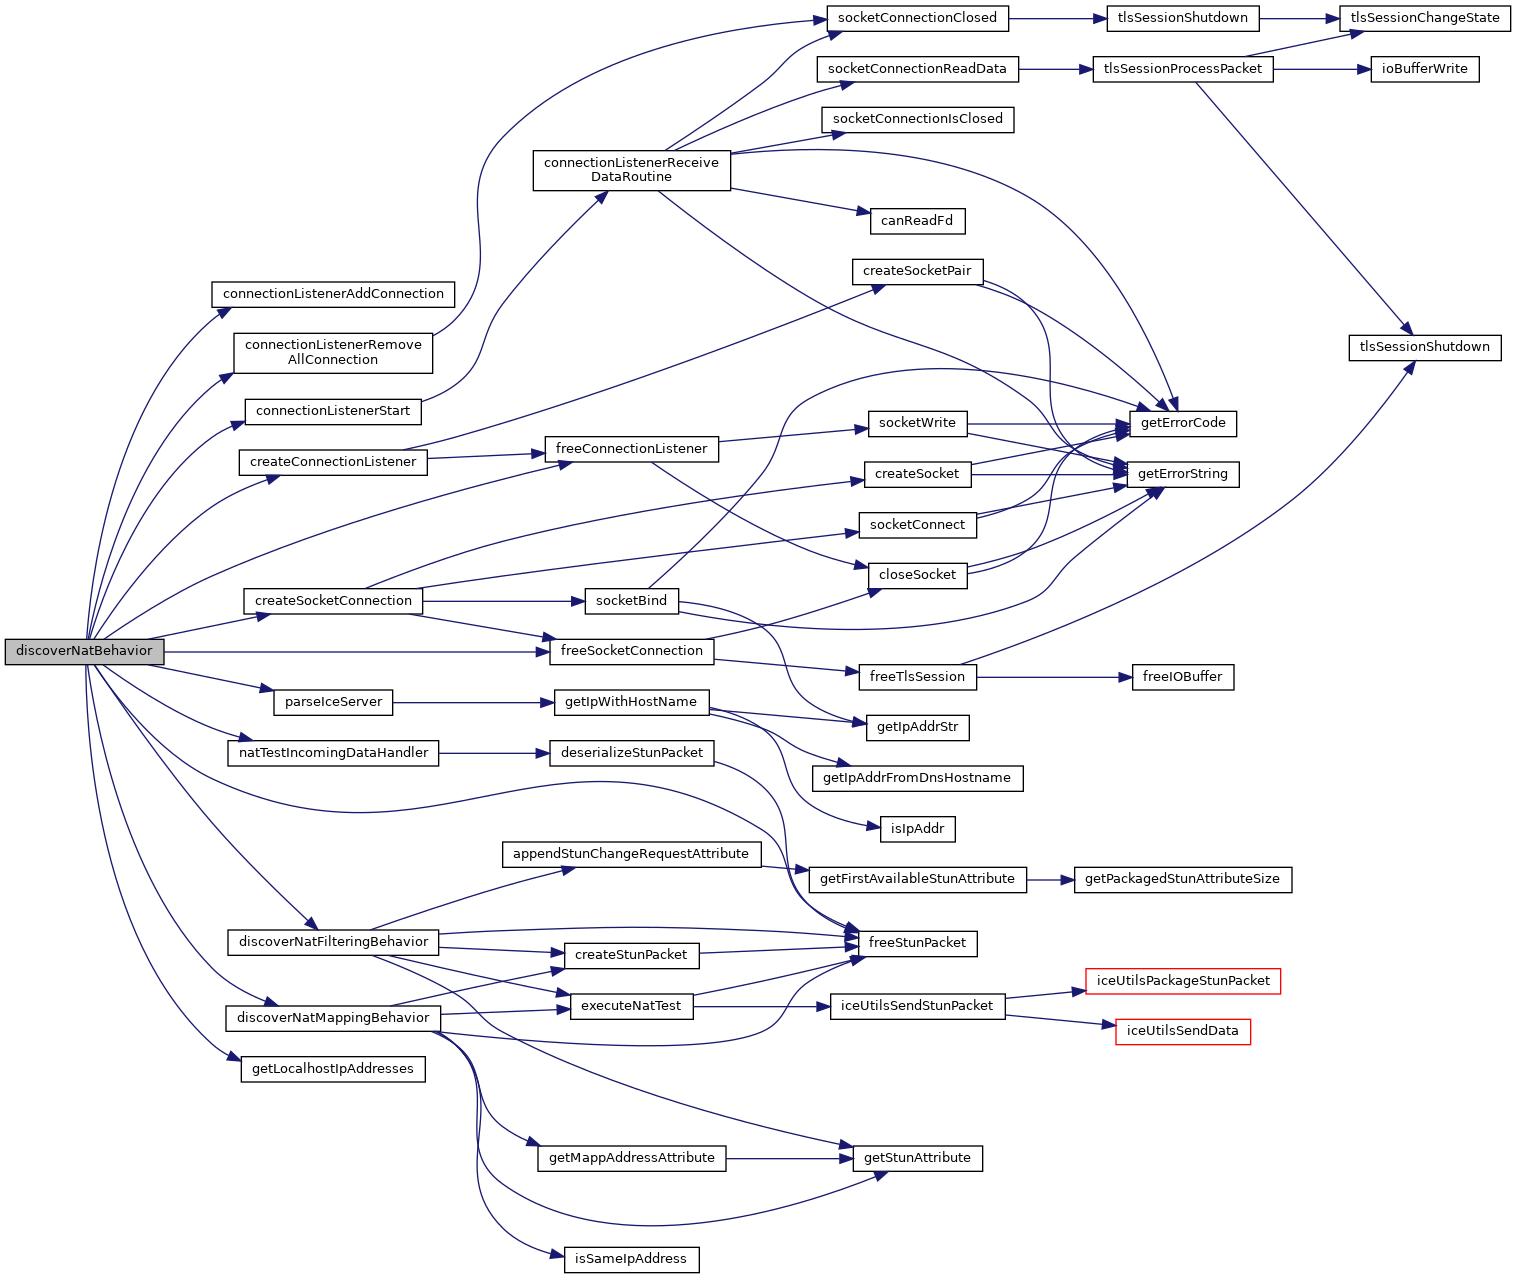 socketConnectionClosed
tlsSessionShutdown
tlsSessionChangeState
socketConnectionReadData
tlsSessionProcessPacket
ioBufferWrite
socketConnectionIsClosed
connectionListenerReceive
DataRoutine
canReadFd
createSocketPair
connectionListenerAddConnection
connectionListenerRemove
AllConnection
tlsSessionShutdown
connectionListenerStart
socketWrite
getErrorCode
freeConnectionListener
createConnectionListener
createSocket
getErrorString
socketConnect
closeSocket
createSocketConnection
socketBind
discoverNatBehavior
freeSocketConnection
freeTlsSession
freeIOBuffer
parseIceServer
getIpWithHostName
getIpAddrStr
natTestIncomingDataHandler
deserializeStunPacket
getIpAddrFromDnsHostname
isIpAddr
appendStunChangeRequestAttribute
getFirstAvailableStunAttribute
getPackagedStunAttributeSize
discoverNatFilteringBehavior
freeStunPacket
createStunPacket
iceUtilsPackageStunPacket
executeNatTest
iceUtilsSendStunPacket
discoverNatMappingBehavior
iceUtilsSendData
getLocalhostIpAddresses
getMappAddressAttribute
getStunAttribute
isSameIpAddress